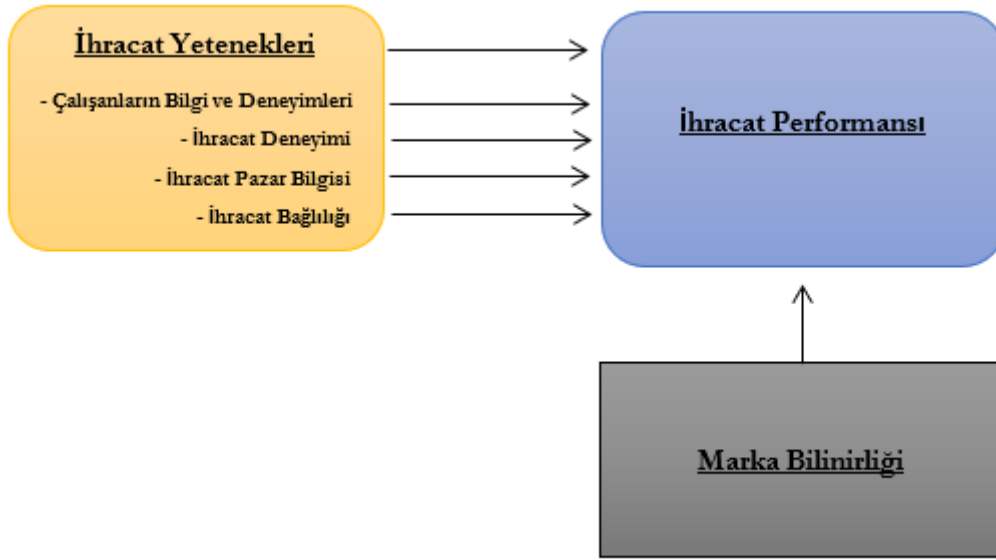 İhracat Yetenekleri
- Çalışanların Bilgi ve Deneyimleri
- İhracat Deneyimi
- İhracat Pazar Bilgisi
- İhracat Bağlılığı
İhracat Performansı
Marka Bilinirliği